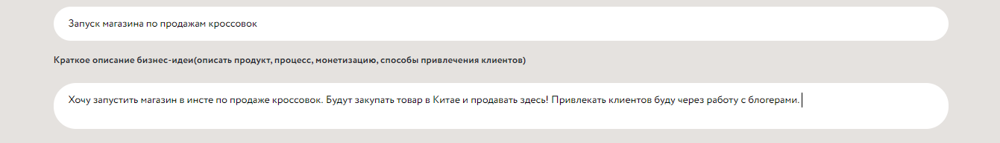 Запуск магазина по продажам кроссовок
Краткое описание бизнес-идеи(описать продукт, процесс, монетизацию, способы привлечения клиентов)
Хочу запустить магазин в инсте по продаже кроссовок. Будут закупать товар в Китае и продавать здесь! Привлекать клиентов буду через работу с блогерами.